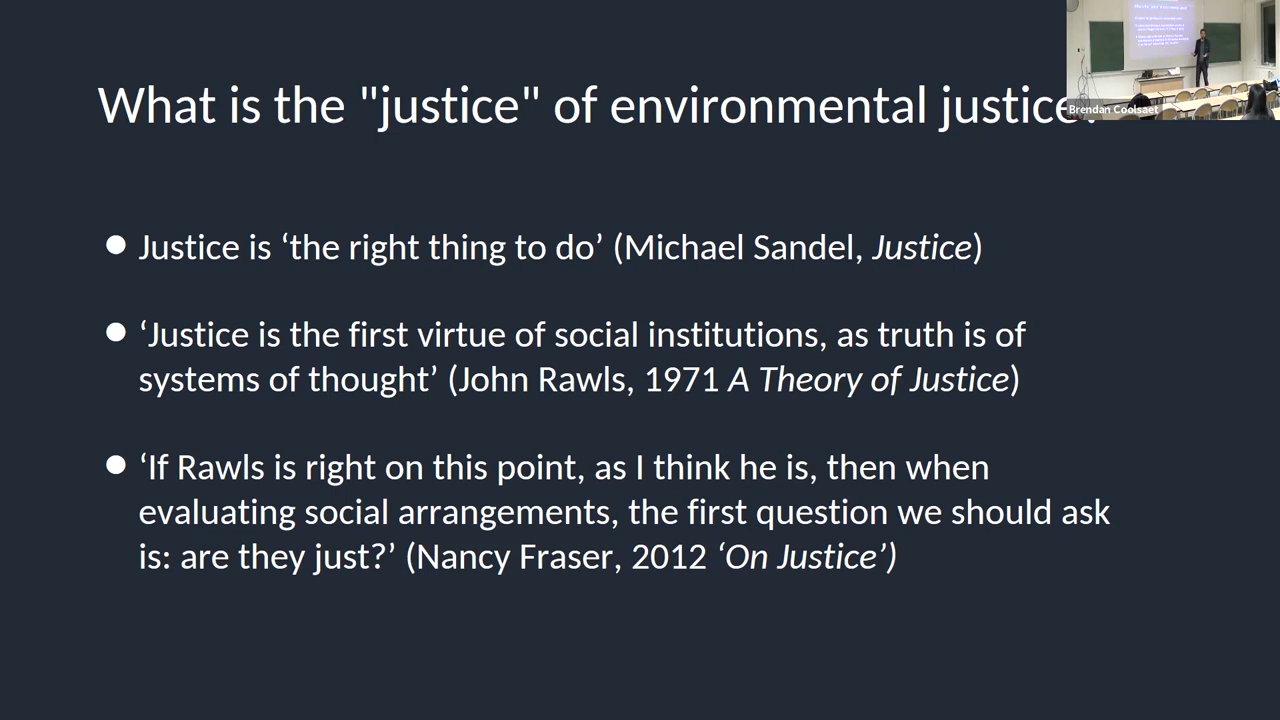 What is the "justice" of environmental justice?
Brendan Coolsaet
● Justice is ‘the right thing to do’ (Michael Sandel, Justice)
● ‘Justice is the first virtue of social institutions, as truth is of
systems of thought’ (John Rawls, 1971 A Theory of Justice)
● ‘If Rawls is right on this point, as I think he is, then when
evaluating social arrangements, the first question we should ask
is: are they just?’ (Nancy Fraser, 2012 ‘On Justice’)